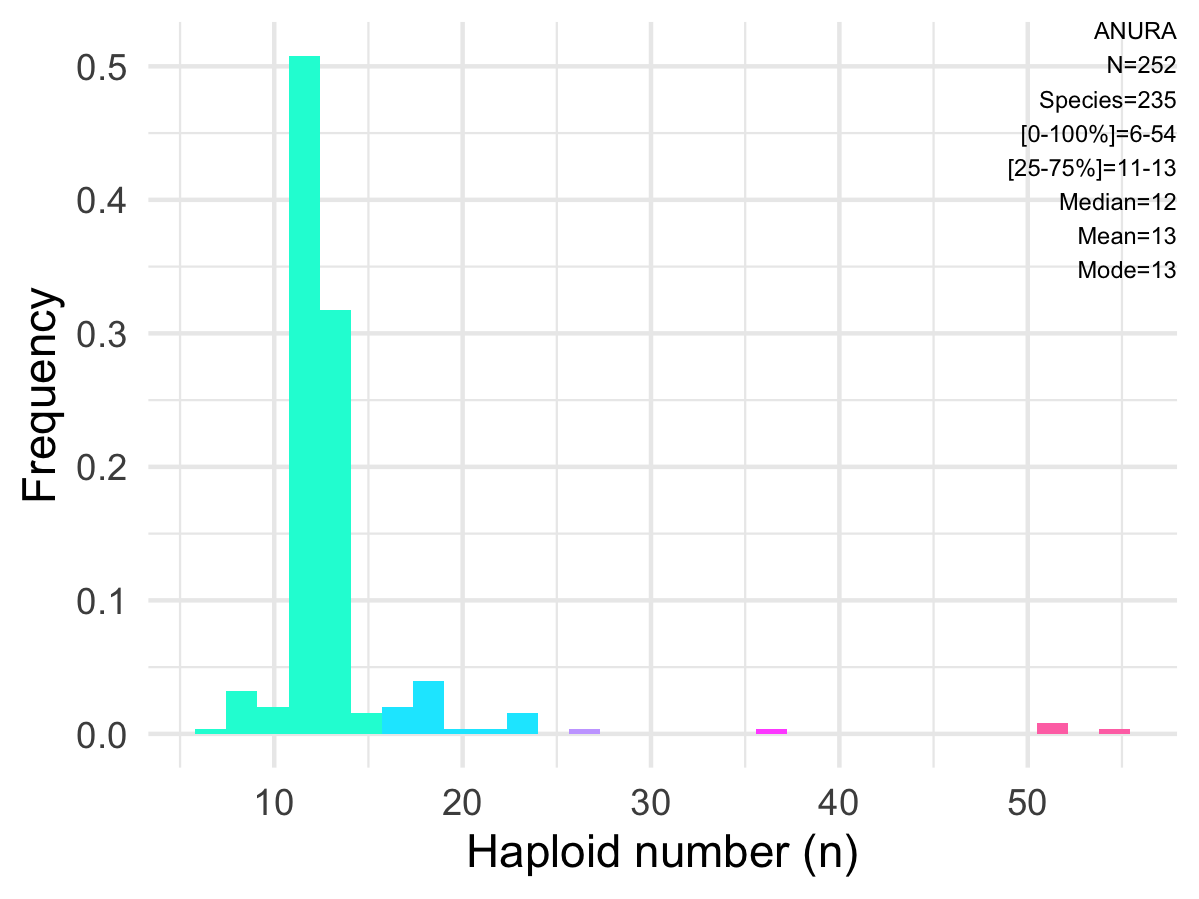 ANURA
N=252
Species=235
[0-100%]=6-54
[25-75%]=11-13
Median=12
Mean=13
Mode=13
0.5
0.4
0.3
0.2
0.1
0.0
Frequency
10 20 30 40 50
Haploid number (n)